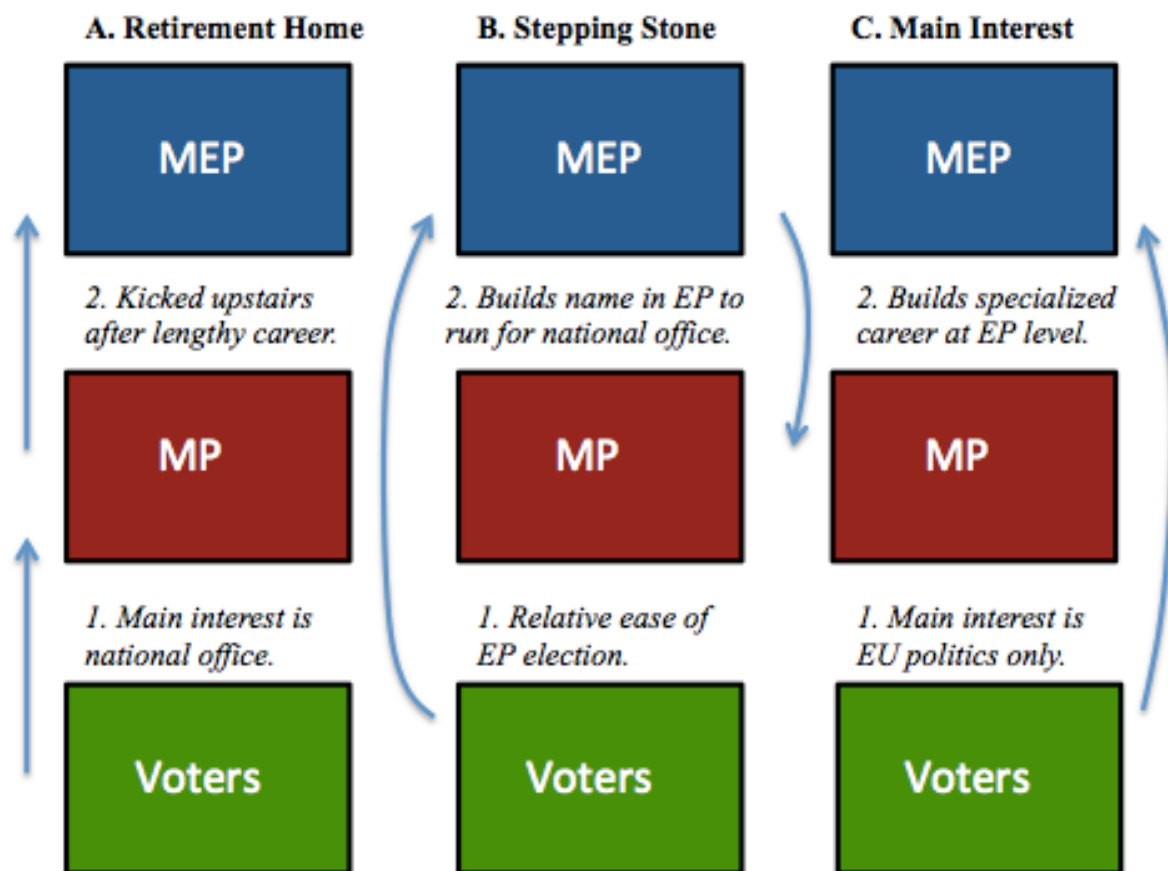 A. Retirement Home
B. Stepping Stone
C. Main Interest
MEP
MEP
MEP
2. Kicked upstairs
after lengthy career.
2. Builds name in EP to
run for national office.
2. Builds specialized
career at EP level.
MP
MP
MP
1. Main interest is
national office.
1. Relative ease of
EP election.
1. Main interest is
EU politics only.
Voters
Voters
Voters